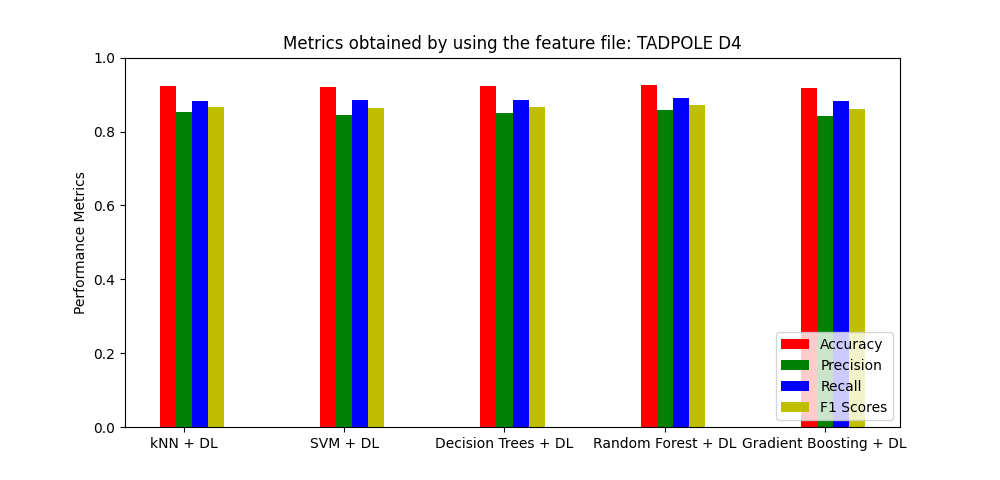 Metrics obtained by using the feature file: TADPOLE D4
Performance Metrics
1.0
0.8
0.6
0.4
0.2
0.0
Accuracy
Precision
Recall
F1 Scores
kNN + DL
SVM + DL
Decision Trees + DL
Random Forest + DL
Gradient Boosting + DL